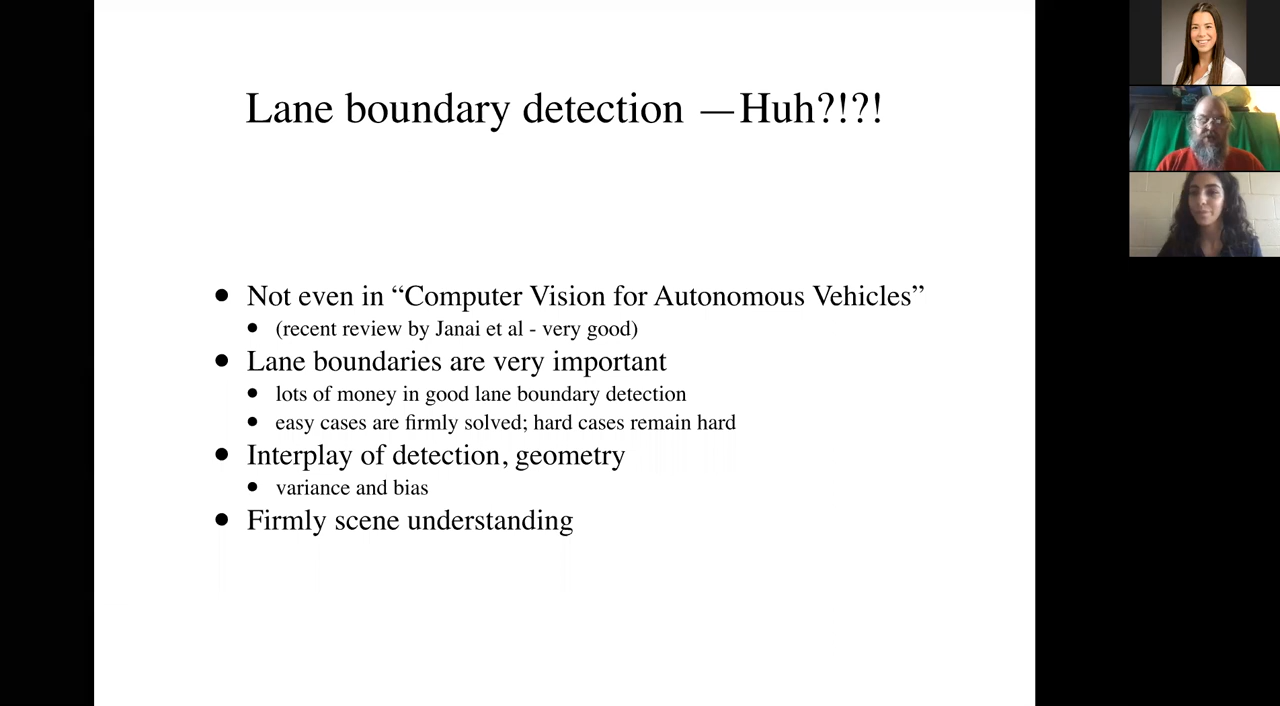 Lane boundary detection —Huh?!?!
● Not even in “Computer Vision for Autonomous Vehicles”
● (recent review by Janai et al - very good)
● Lane boundaries are very important
● lots of money in good lane boundary detection
● easy cases are firmly solved; hard cases remain hard
● Interplay of detection, geometry
● variance and bias
● Firmly scene understanding